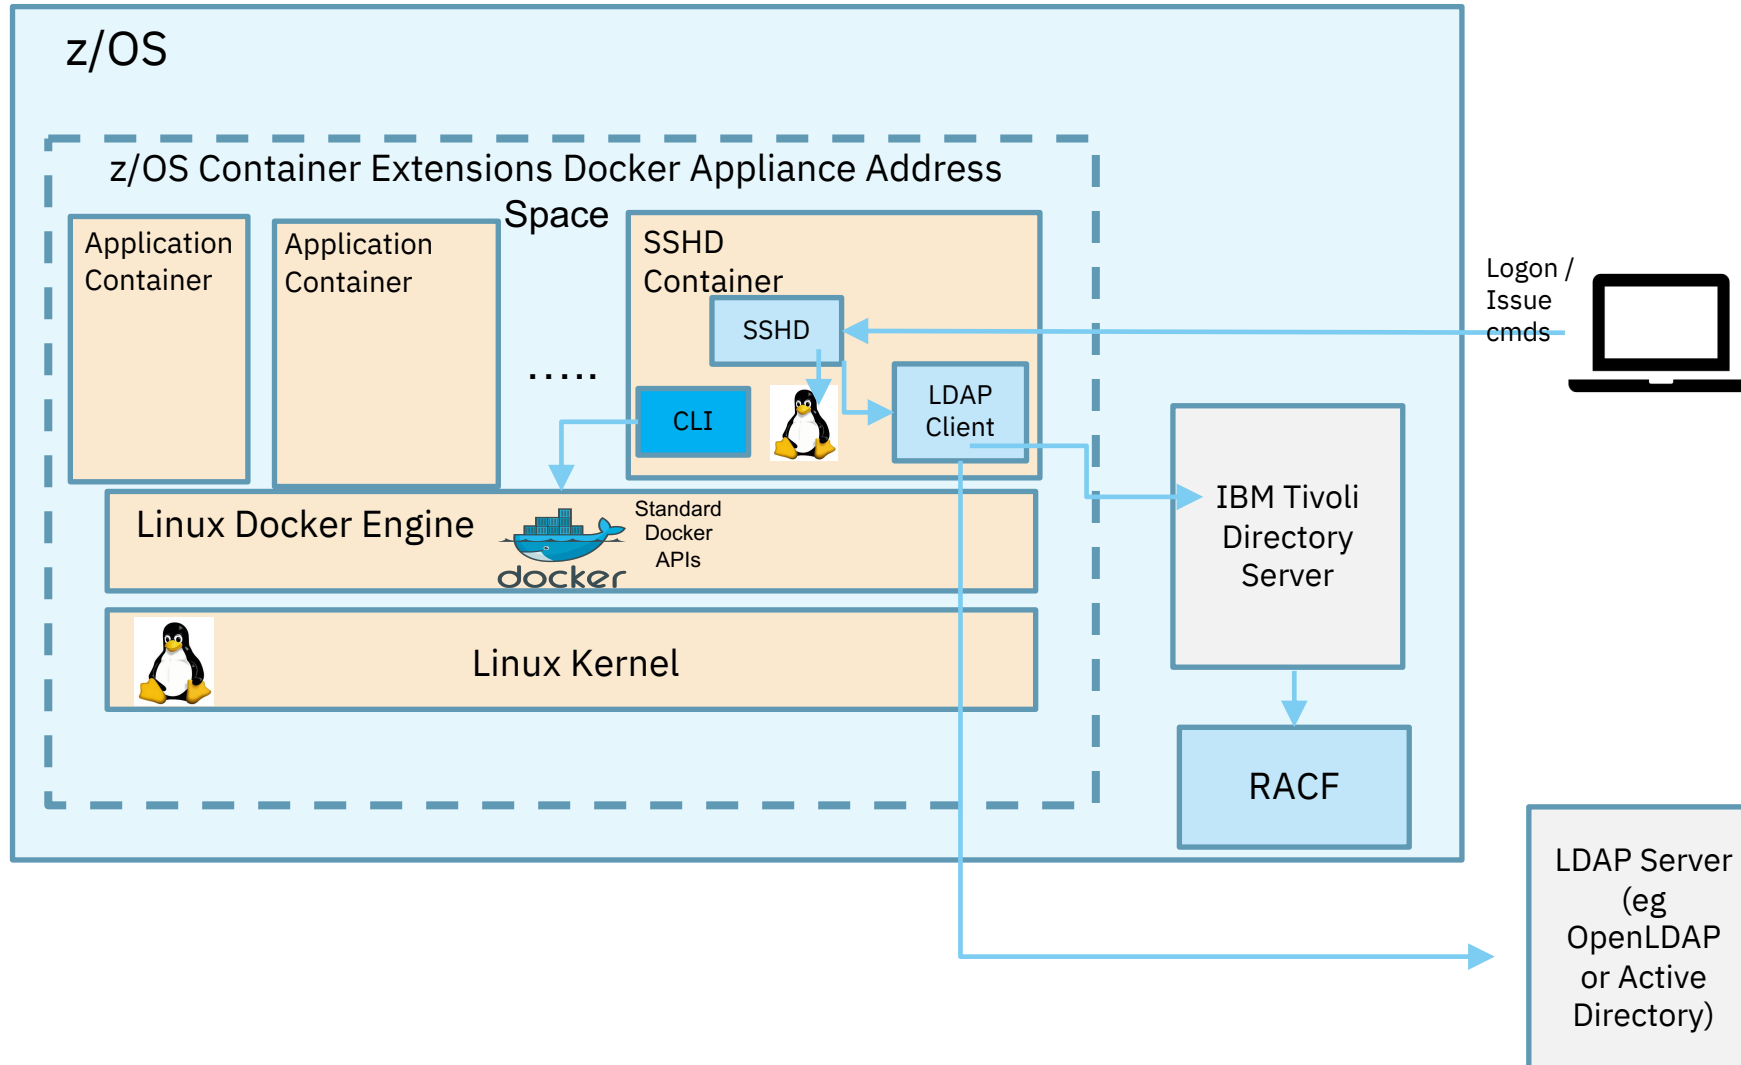 z/OS
z/OS Container Extensions Docker Appliance Address
Space
Application
Container
Application
Container
.....
SSHD
Container
SSHD
CLI
LDAP
Client
Logon /
Issue
cmds
Linux Docker Engine
docker
Standard
Docker
APIs
Linux Kernel
IBM Tivoli
Directory
Server
RACF
LDAP Server
(eg
OpenLDAP
or Active
Directory)